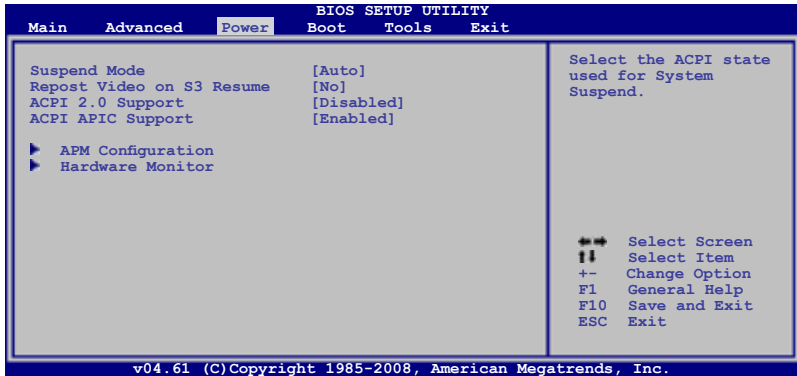 BIOS SETUP UTILITY
Main Advanced Power Boot Tools Exit
Suspend Mode [Auto]
Repost Video on S3 Resume [No]
ACPI 2.0 Support [Disabled]
ACPI APIC Support [Enabled]
APM Configuration
Hardware Monitor
Select the ACPI state
used for System
Suspend.
Select Screen
Select Item
+- Change Option
F1 General Help
F10 Save and Exit
ESC Exit
v04.61 (C)Copyright 1985-2008, American Megatrends, Inc.